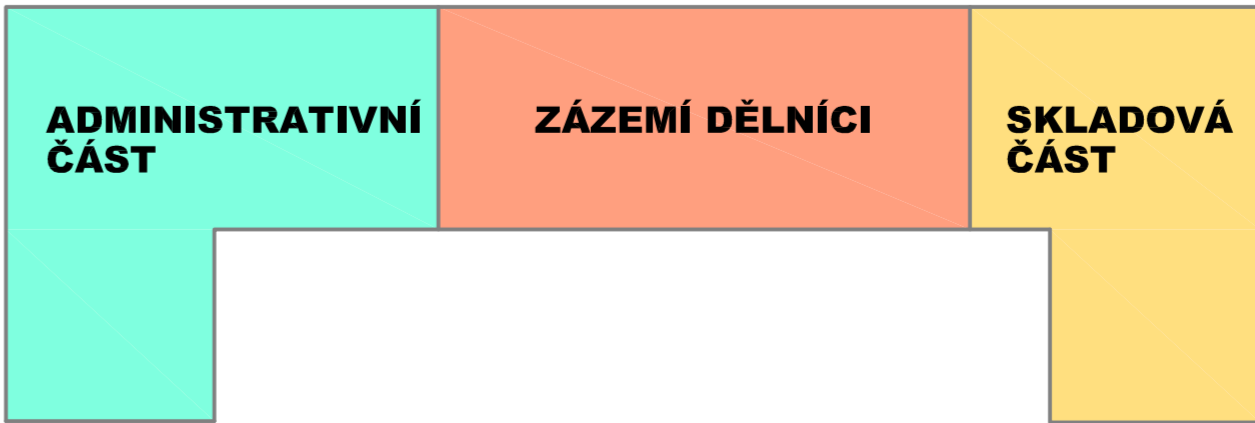 ADMINISTRATIVNÍ
ČÁST
ZÁZEMÍ DĚLNÍCI
SKLADOVÁ
ČÁST